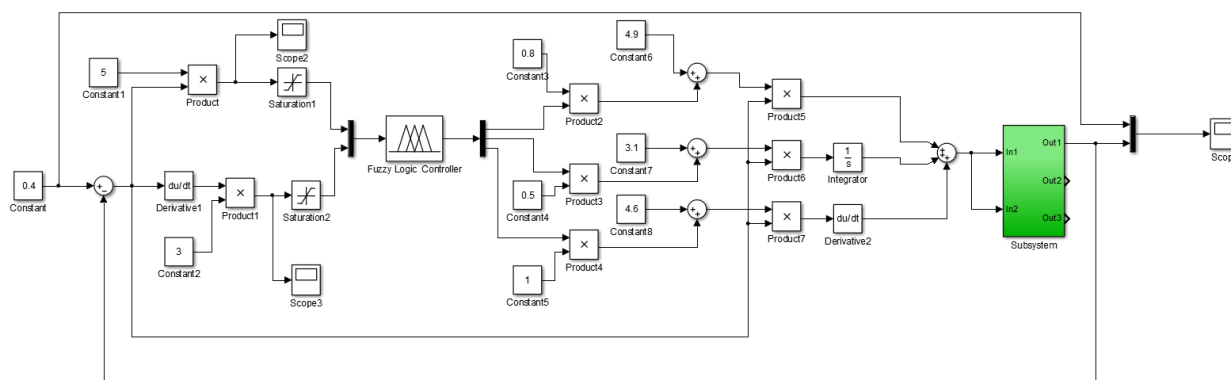 5
Constant1
×
Product
Scope2
Saturation1
0.4
Constant
+
−
du/dt
Derivative1
×
Product1
3
Constant2
Saturation2
Scope3
Fuzzy Logic Controller
0.8
Constant3
×
Product2
0.5
Constant4
×
Product3
1
Constant5
×
Product4
4.9
Constant6
+
+
3.1
Constant7
+
+
4.6
Constant8
+
+
×
Product5
×
Product6
×
Product7
1
s
Integrator
du/dt
Derivative2
+
+
+
In1
In2
Out1
Out2
Out3
Subsystem
Scop